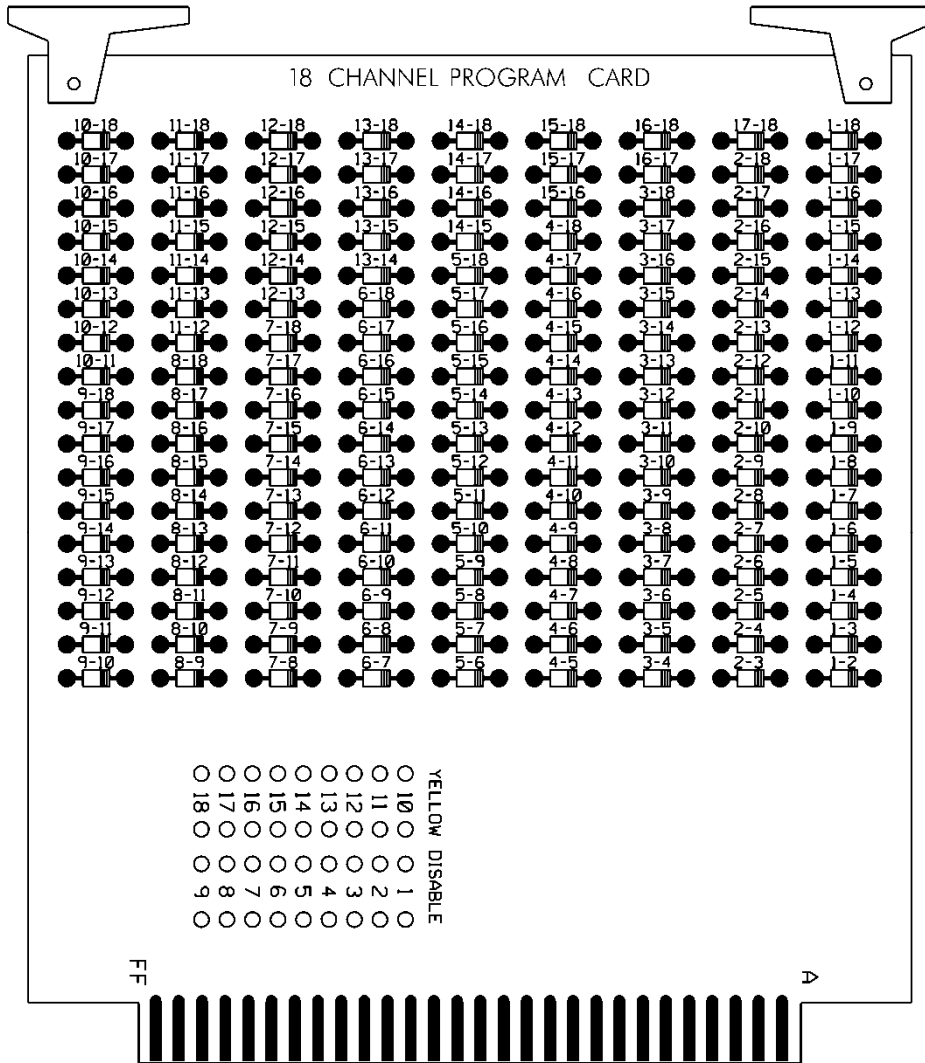 18 CHANNEL PROGRAM CARD
10-18 11-18 12-18 13-18 14-18 15-18 16-18 17-18 1-18
10-17 11-17 12-17 13-17 14-17 15-17 16-17 2-18 1-17
10-16 11-16 12-16 13-16 14-16 15-16 3-18 2-17 1-16
10-15 11-15 12-15 13-15 14-15 4-18 3-17 2-16 1-15
10-14 11-14 12-14 13-14 5-18 4-17 3-16 2-15 1-14
10-13 11-13 12-13 6-18 5-17 4-16 3-15 2-14 1-13
10-12 11-12 7-18 6-17 5-16 4-15 3-14 2-13 1-12
10-11 8-18 7-17 6-16 5-15 4-14 3-13 2-12 1-11
9-18 8-17 7-16 6-15 5-14 4-13 3-12 2-11 1-10
9-17 8-16 7-15 6-14 5-13 4-12 3-11 2-10 1-9
9-16 8-15 7-14 6-13 5-12 4-11 3-10 2-9 1-8
9-15 8-14 7-13 6-12 5-11 4-10 3-9 2-8 1-7
9-14 8-13 7-12 6-11 5-10 4-9 3-8 2-7 1-6
9-13 8-12 7-11 6-10 5-9 4-8 3-7 2-6 1-5
9-12 8-11 7-10 6-9 5-8 4-7 3-6 2-5 1-4
9-11 8-10 7-9 6-8 5-7 4-6 3-5 2-4 1-3
9-10 8-9 7-8 6-7 5-6 4-5 3-4 2-3 1-2
YELLOW DISABLE
10 1
11 2
12 3
13 4
14 5
15 6
16 7
17 8
18 9
FF A